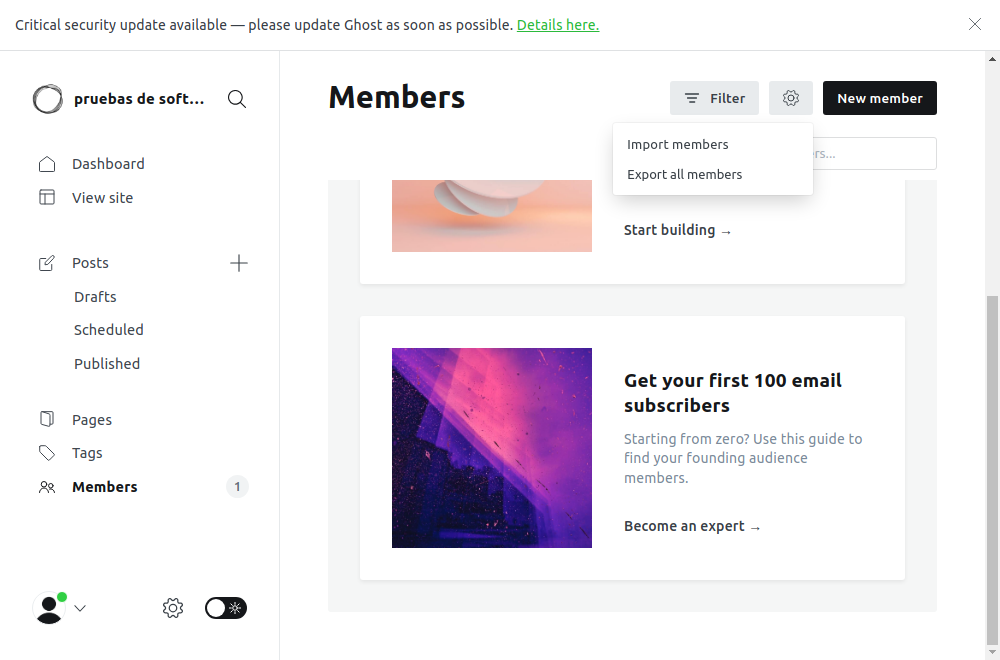 Critical security update available — please update Ghost as soon as possible. Details here.
pruebas de soft...
Dashboard
View site
Posts
Drafts
Scheduled
Published
Pages
Tags
Members
1
Members
Filter
New member
Import members
Export all members
Start building →
Get your first 100 email
subscribers
Starting from zero? Use this guide to
find your founding audience
members.
Become an expert →